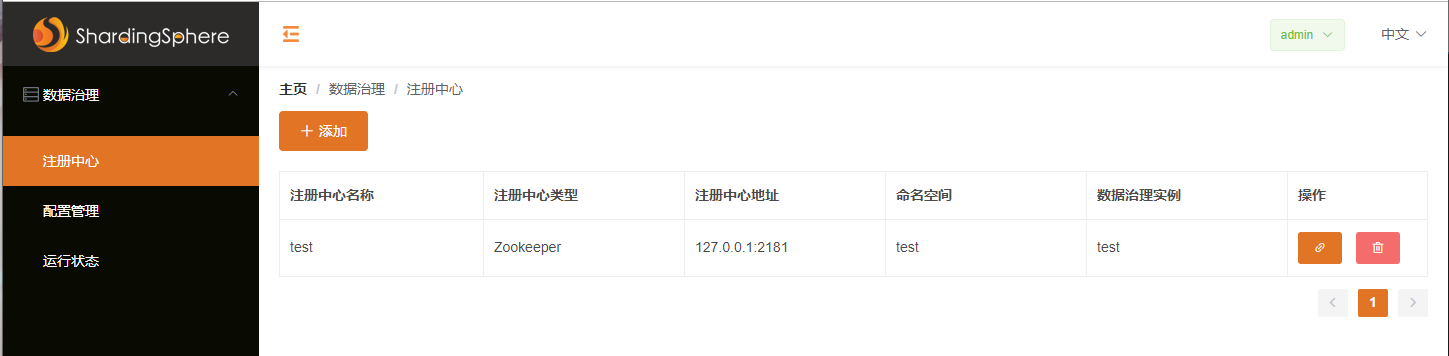 ShardingSphere
admin 中文
数据治理
主页 / 数据治理 / 注册中心
添加
注册中心
配置管理
运行状态
注册中心名称 注册中心类型 注册中心地址 命名空间 数据治理实例 操作
test Zookeeper 127.0.0.1:2181 test test
1